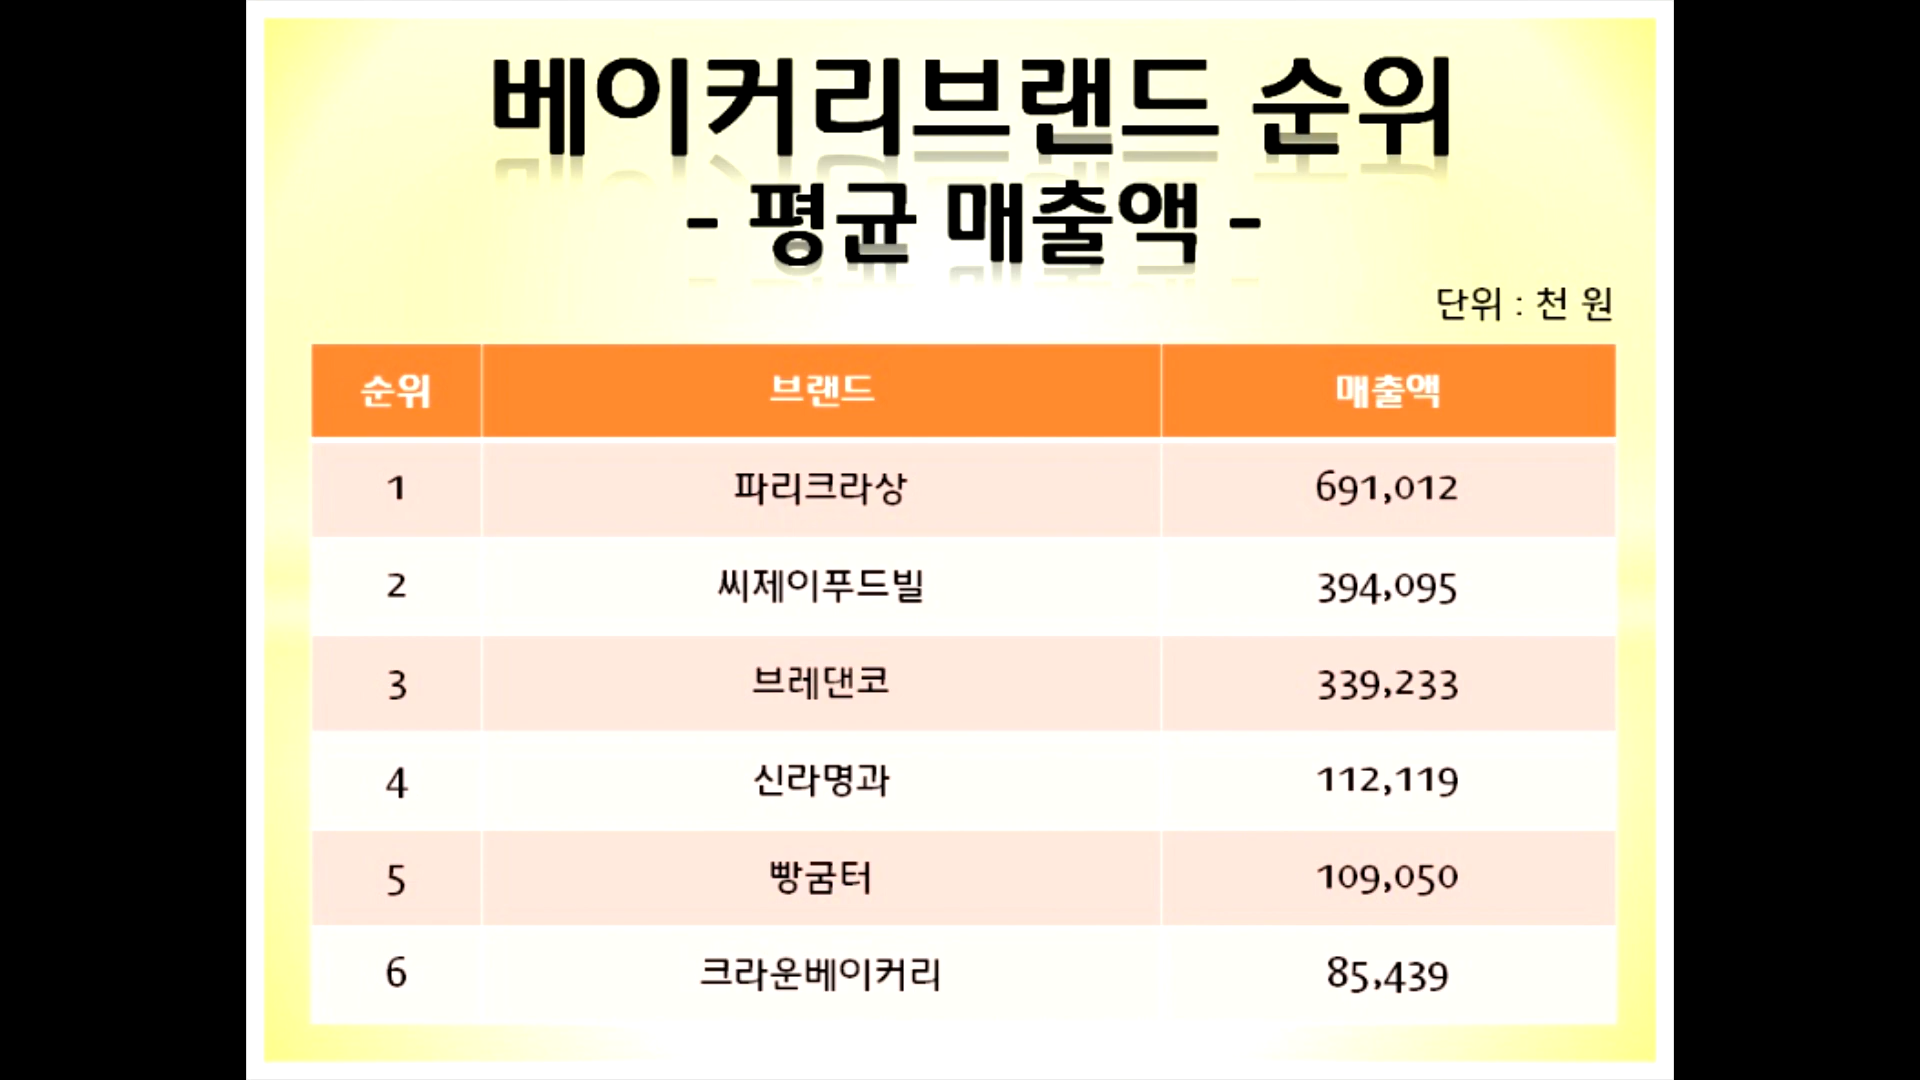 베이커리브랜드 순위
- 평균 매출액 -
단위 : 천 원
순위 브랜드 매출액
1 파리크라상 691,012
2 씨제이푸드빌 394,095
3 브레댄코 339,233
4 신라명과 112,119
5 빵굼터 109,050
6 크라운베이커리 85,439